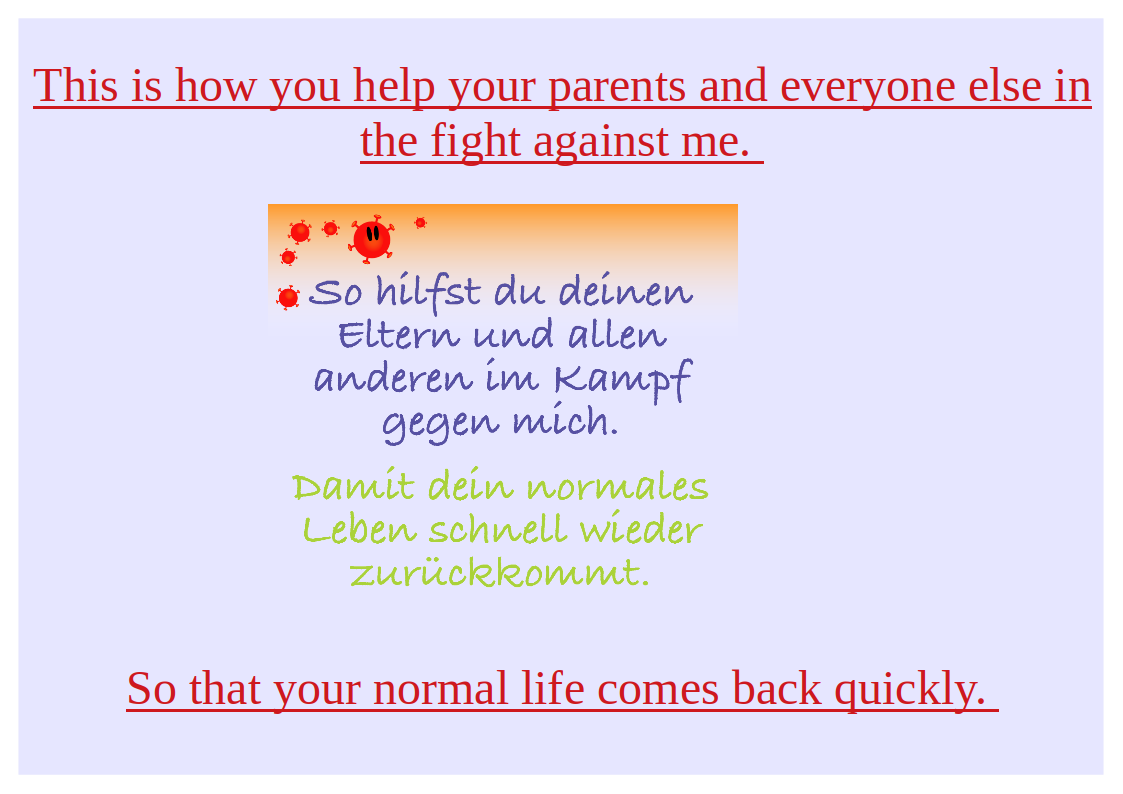 This is how you help your parents and everyone else in
the fight against me.
So hilfst du deinen
Eltern und allen
anderen im Kampf
gegen mich.
Damit dein normales
Leben schnell wieder
zurückkommt.
So that your normal life comes back quickly.